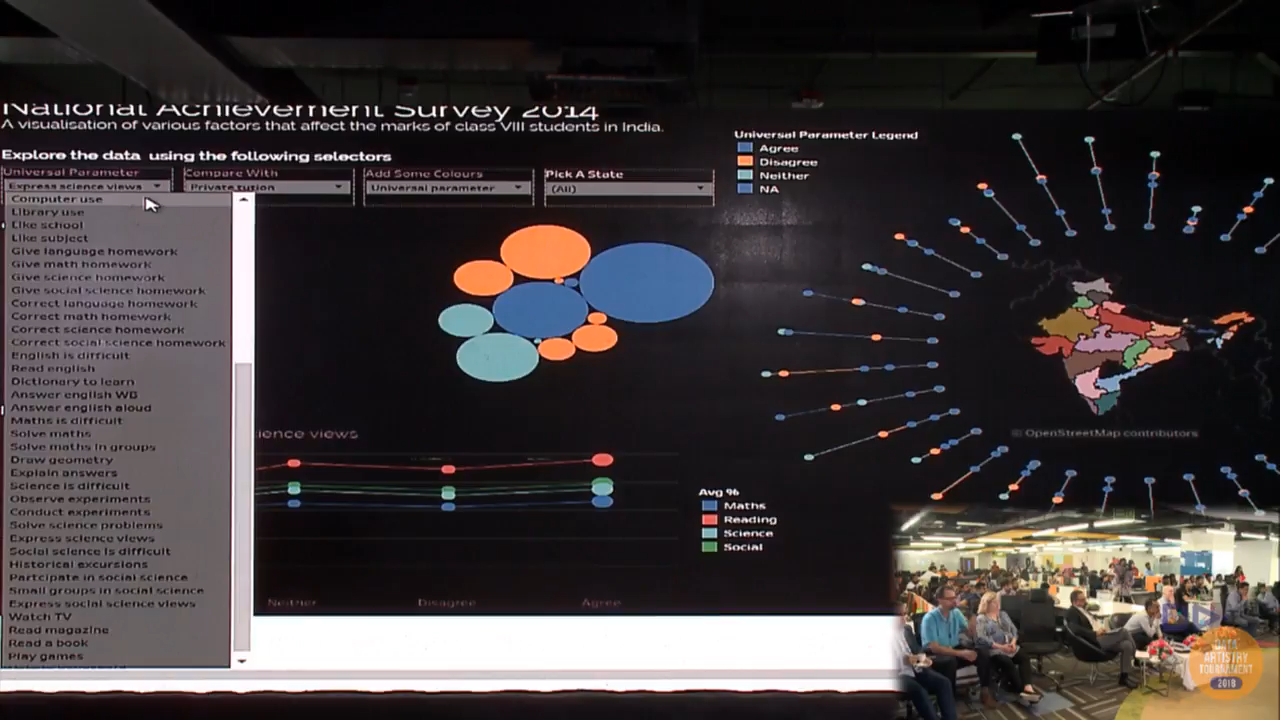 National Achievement Survey 2014
A visualisation of various factors that affect the marks of class VIII students in India.
Explore the data using the following selectors
Universal Parameter
Compare With
Add Some Colours
Pick A State
Express science views
Private tution
Universal parameter
(All)
Computer use
Library use
Like school
Like subject
Give language homework
Give math homework
Give science homework
Give social science homework
Correct language homework
Correct math homework
Correct science homework
Correct social science homework
English is difficult
Read english
Dictionary to learn
Answer english WB
Answer english aloud
Maths is difficult
Solve maths
Solve maths in groups
Draw geometry
Explain answers
Science is difficult
Observe experiments
Conduct experiments
Solve science problems
Express science views
Social science is difficult
Historical excursions
Partcipate in social science
Small groups in social science
Express social science views
Watch TV
Read magazine
Read a book
Play games
ience views
Neither
Disagree
Agree
Universal Parameter Legend
Agree
Disagree
Neither
NA
Avg %
Maths
Reading
Science
Social
© OpenStreetMap contributors
DATA
ARTISTRY
TOURNAMENT
2018